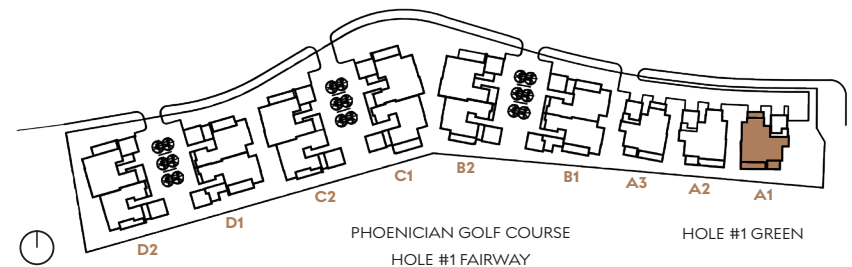 D2
D1
C2
C1
B2
B1
A3
A2
A1
PHOENICIAN GOLF COURSE
HOLE #1 FAIRWAY
HOLE #1 GREEN